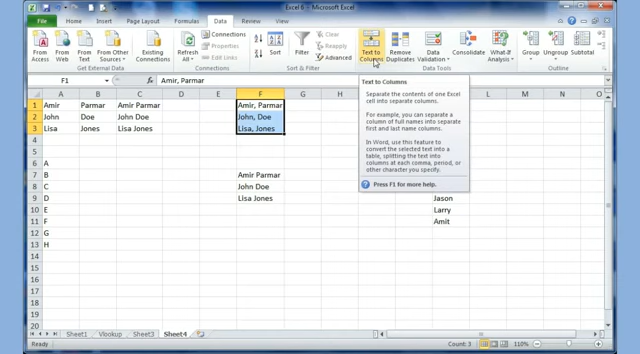 Excel 6 - Microsoft Excel
File Home Insert Page Layout Formulas Data Review View
From Access
From Web
From Text
From Other Sources
Existing Connections
Get External Data
Refresh All
Connections
Properties
Edit Links
Connections
Sort
Filter
Clear
Reapply
Advanced
Sort & Filter
Text to Columns
Remove Duplicates
Data Validation
Consolidate
What-If Analysis
Data Tools
Group
Ungroup
Subtotal
Outline
F1 fx Amir, Parmar
A B C D E F G H L M N O
1 Amir Parmar Amir Parmar Amir, Parmar
2 John Doe John Doe John, Doe
3 Lisa Jones Lisa Jones Lisa, Jones
4
5
6 A
7 B Amir Parmar
8 C John Doe
9 D Lisa Jones Jason
10 E Larry
11 F Amit
12 G
13 H
14
15
16
17
18
19
20
Text to Columns
Separate the contents of one Excel
cell into separate columns.
For example, you can separate a
column of full names into separate
first and last name columns.
In Word, use this feature to
convert the selected text into a
table, splitting the text into
columns at each comma, period, or
other character you specify.
Press F1 for more help.
Sheet1 Vlookup Sheet3 Sheet4
Ready Count: 3 110%